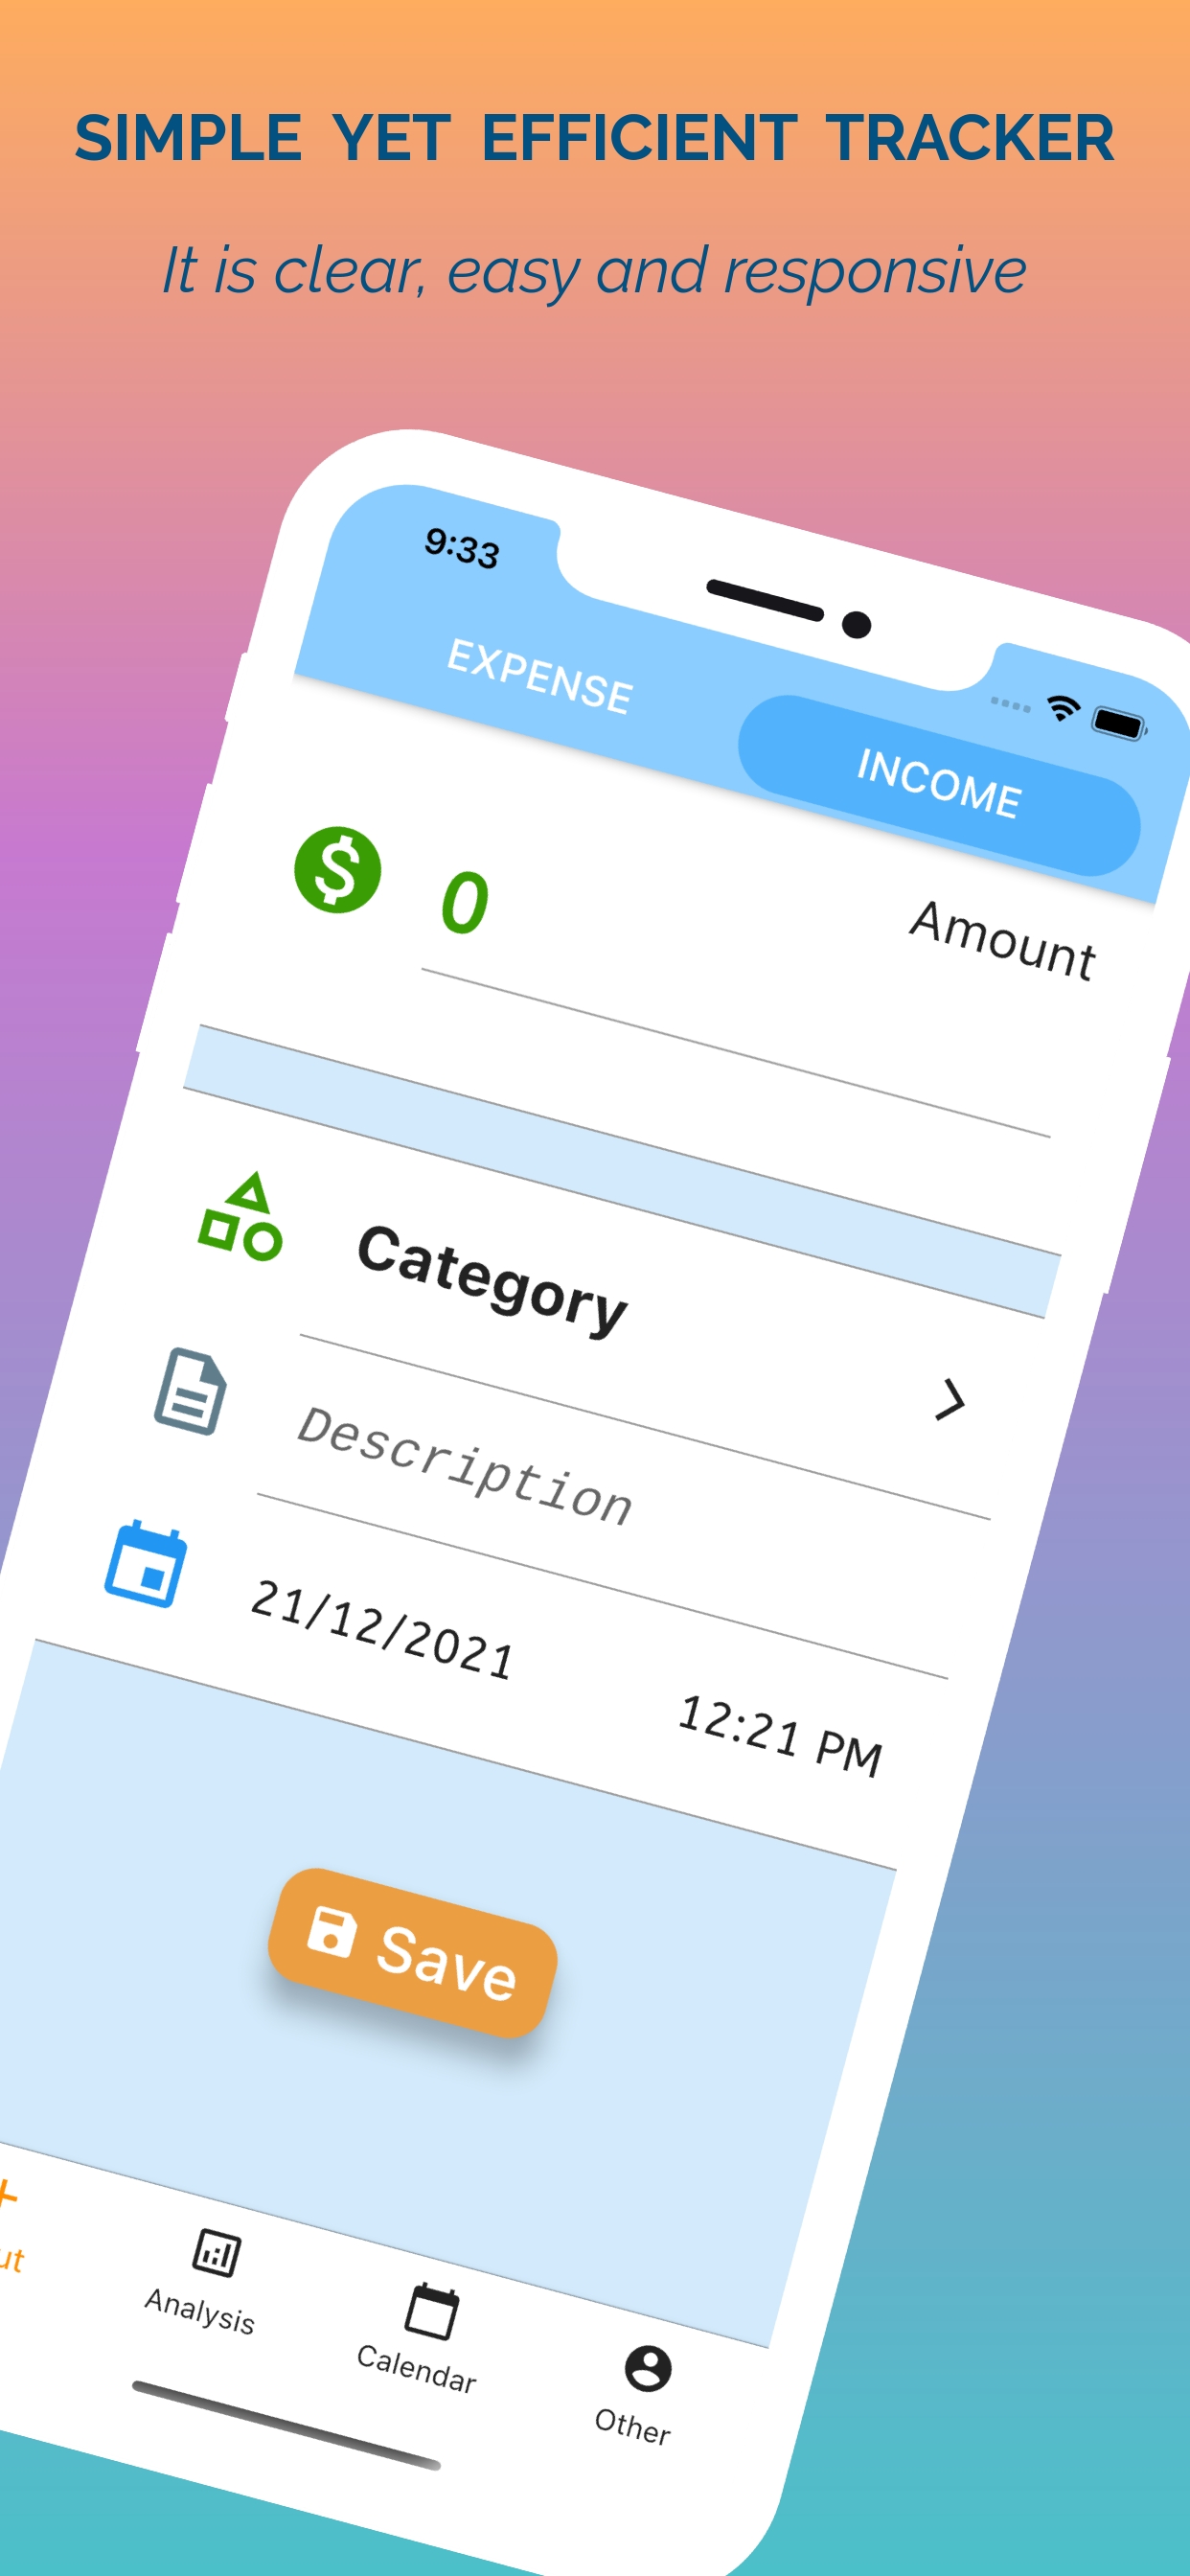 SIMPLE YET EFFICIENT TRACKER
It is clear, easy and responsive
9:33
EXPENSE
INCOME
0
Amount
Category
Description
21/12/2021
12:21 PM
Save
Analysis
Calendar
Other